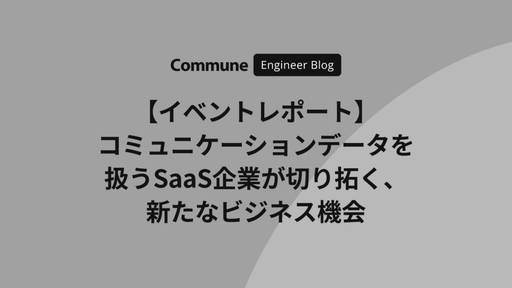 Commune Engineer Blog
【イベントレポート】
コミュニケーションデータを
扱うSaaS企業が切り拓く、
新たなビジネス機会